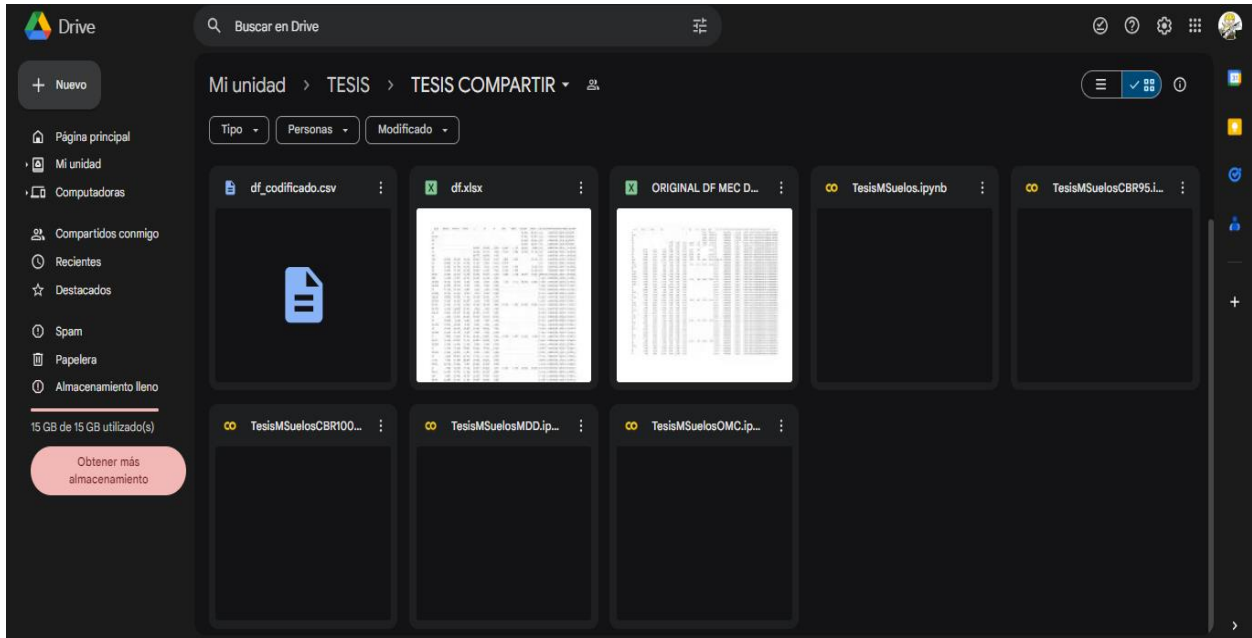 Drive
Buscar en Drive
Nuevo
Mi unidad > TESIS > TESIS COMPARTIR
Tipo
Personas
Modificado
Página principal
Mi unidad
Computadoras
Compartidos conmigo
Recientes
Destacados
Spam
Papelera
Almacenamiento lleno
15 GB de 15 GB utilizado(s)
Obtener más
almacenamiento
df_codificado.csv
df.xlsx
ORIGINAL DF MEC D...
TesisMSuelos.ipynb
TesisMSuelosCBR95.i...
TesisMSuelosCBR100...
TesisMSuelosMDD.ip...
TesisMSuelosOMC.ip...
31